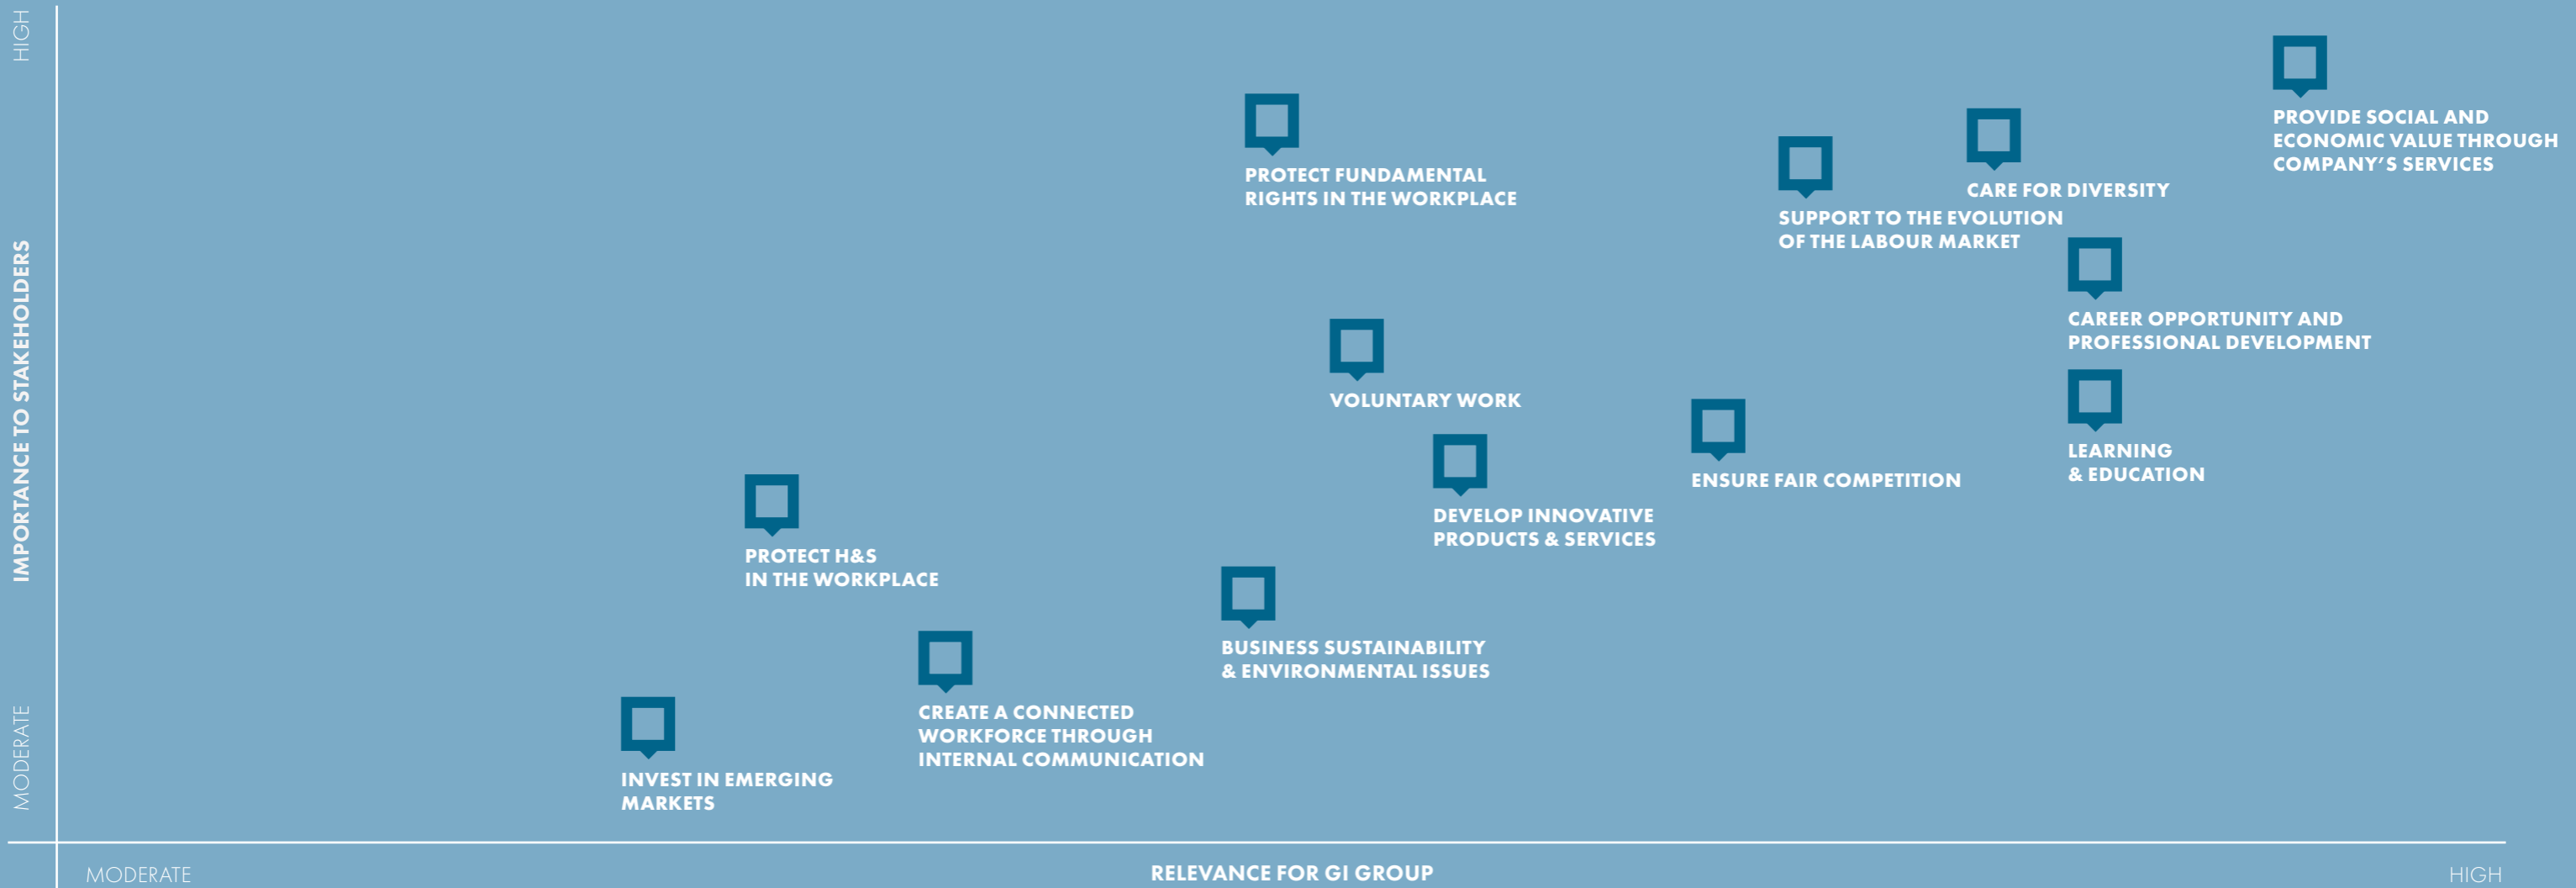 HIGH
IMPORTANCE TO STAKEHOLDERS
MODERATE
PROVIDE SOCIAL AND
ECONOMIC VALUE THROUGH
COMPANY'S SERVICES
PROTECT FUNDAMENTAL
RIGHTS IN THE WORKPLACE
CARE FOR DIVERSITY
SUPPORT TO THE EVOLUTION
OF THE LABOUR MARKET
CAREER OPPORTUNITY AND
PROFESSIONAL DEVELOPMENT
VOLUNTARY WORK
LEARNING
& EDUCATION
ENSURE FAIR COMPETITION
DEVELOP INNOVATIVE
PRODUCTS & SERVICES
PROTECT H&S
IN THE WORKPLACE
BUSINESS SUSTAINABILITY
& ENVIRONMENTAL ISSUES
CREATE A CONNECTED
WORKFORCE THROUGH
INTERNAL COMMUNICATION
INVEST IN EMERGING
MARKETS
MODERATE
RELEVANCE FOR GI GROUP
HIGH